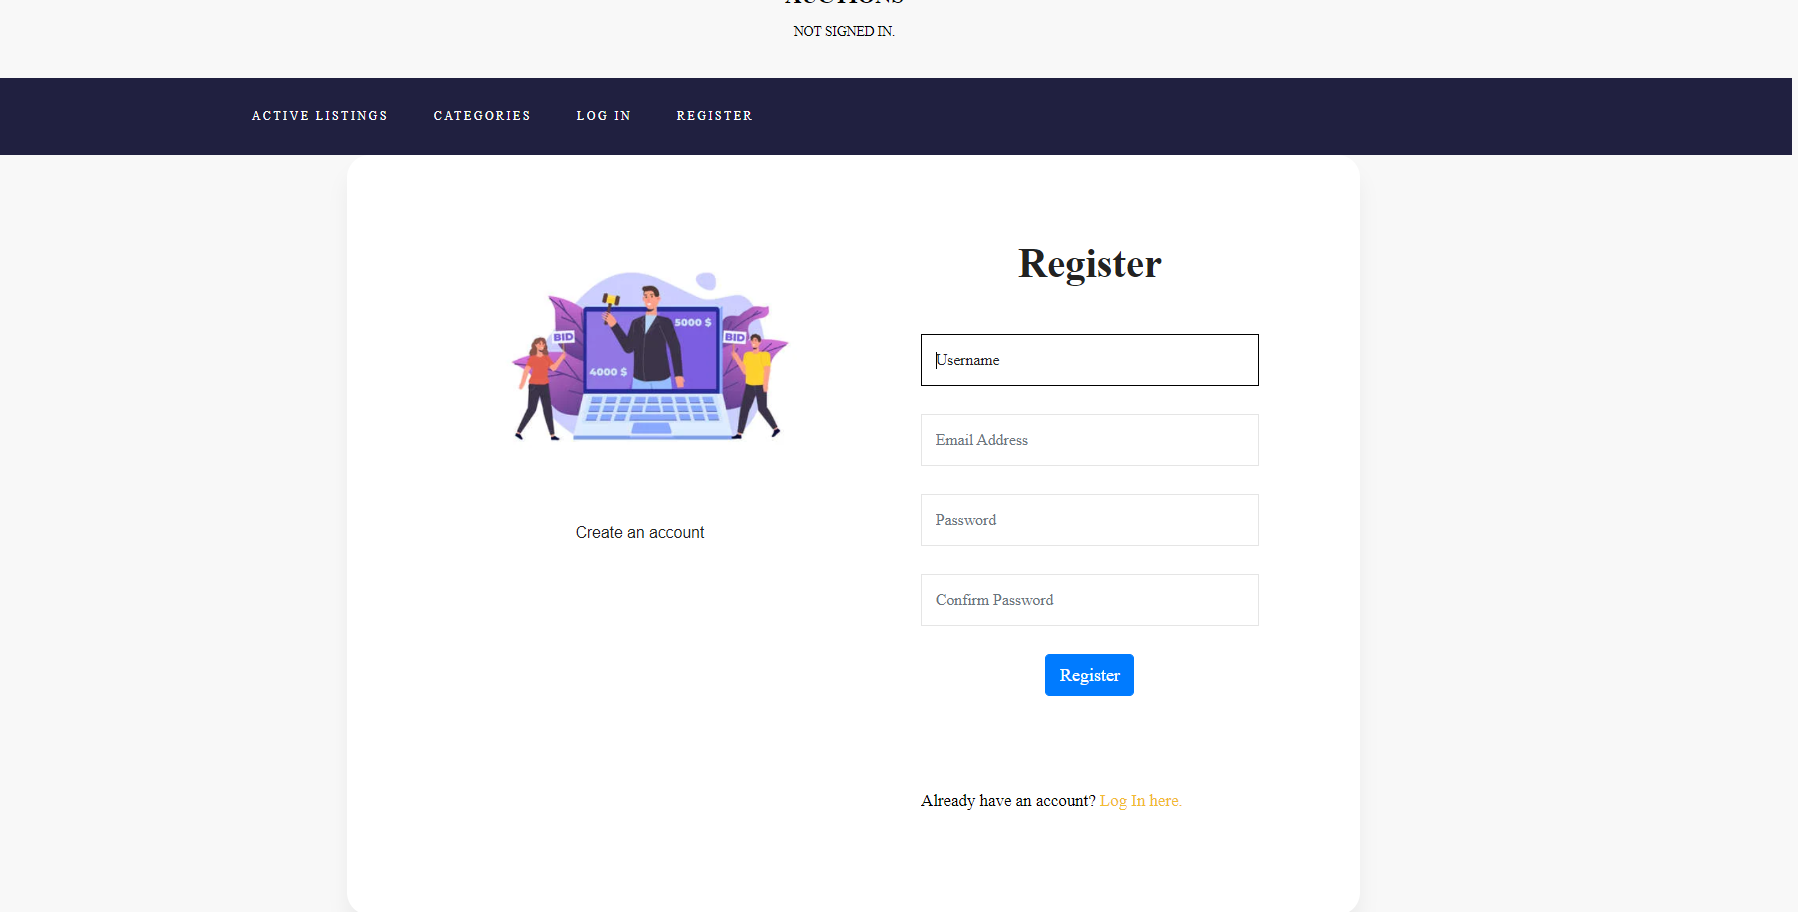 AUCTIONS
NOT SIGNED IN.
ACTIVE LISTINGS CATEGORIES LOG IN REGISTER
Register
5000 $
BID
BID
4000 $
Username
Email Address
Password
Create an account
Confirm Password
Register
Already have an account? Log In here.